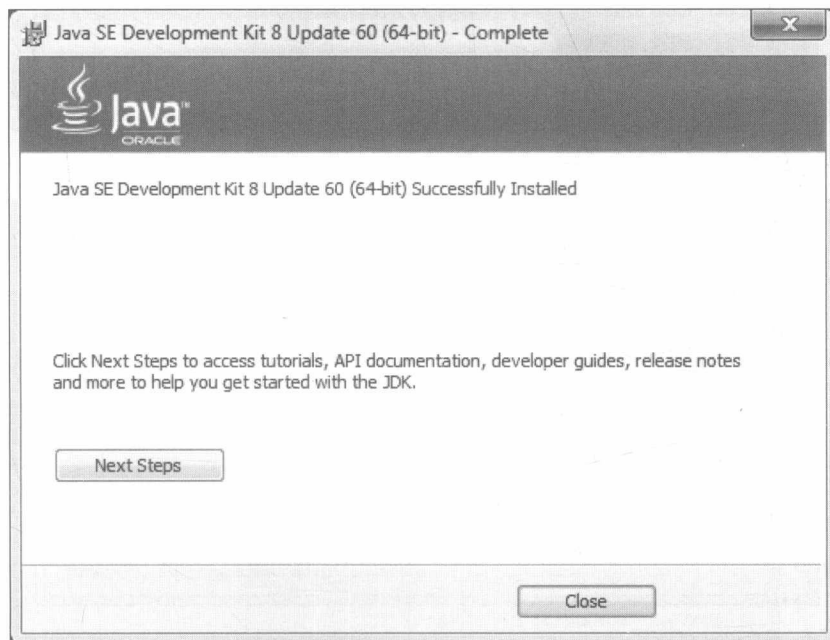 Java SE Development Kit 8 Update 60 (64-bit) - Complete
Java™
ORACLE
Java SE Development Kit 8 Update 60 (64-bit) Successfully Installed
Click Next Steps to access tutorials, API documentation, developer guides, release notes
and more to help you get started with the JDK.
Next Steps
Close